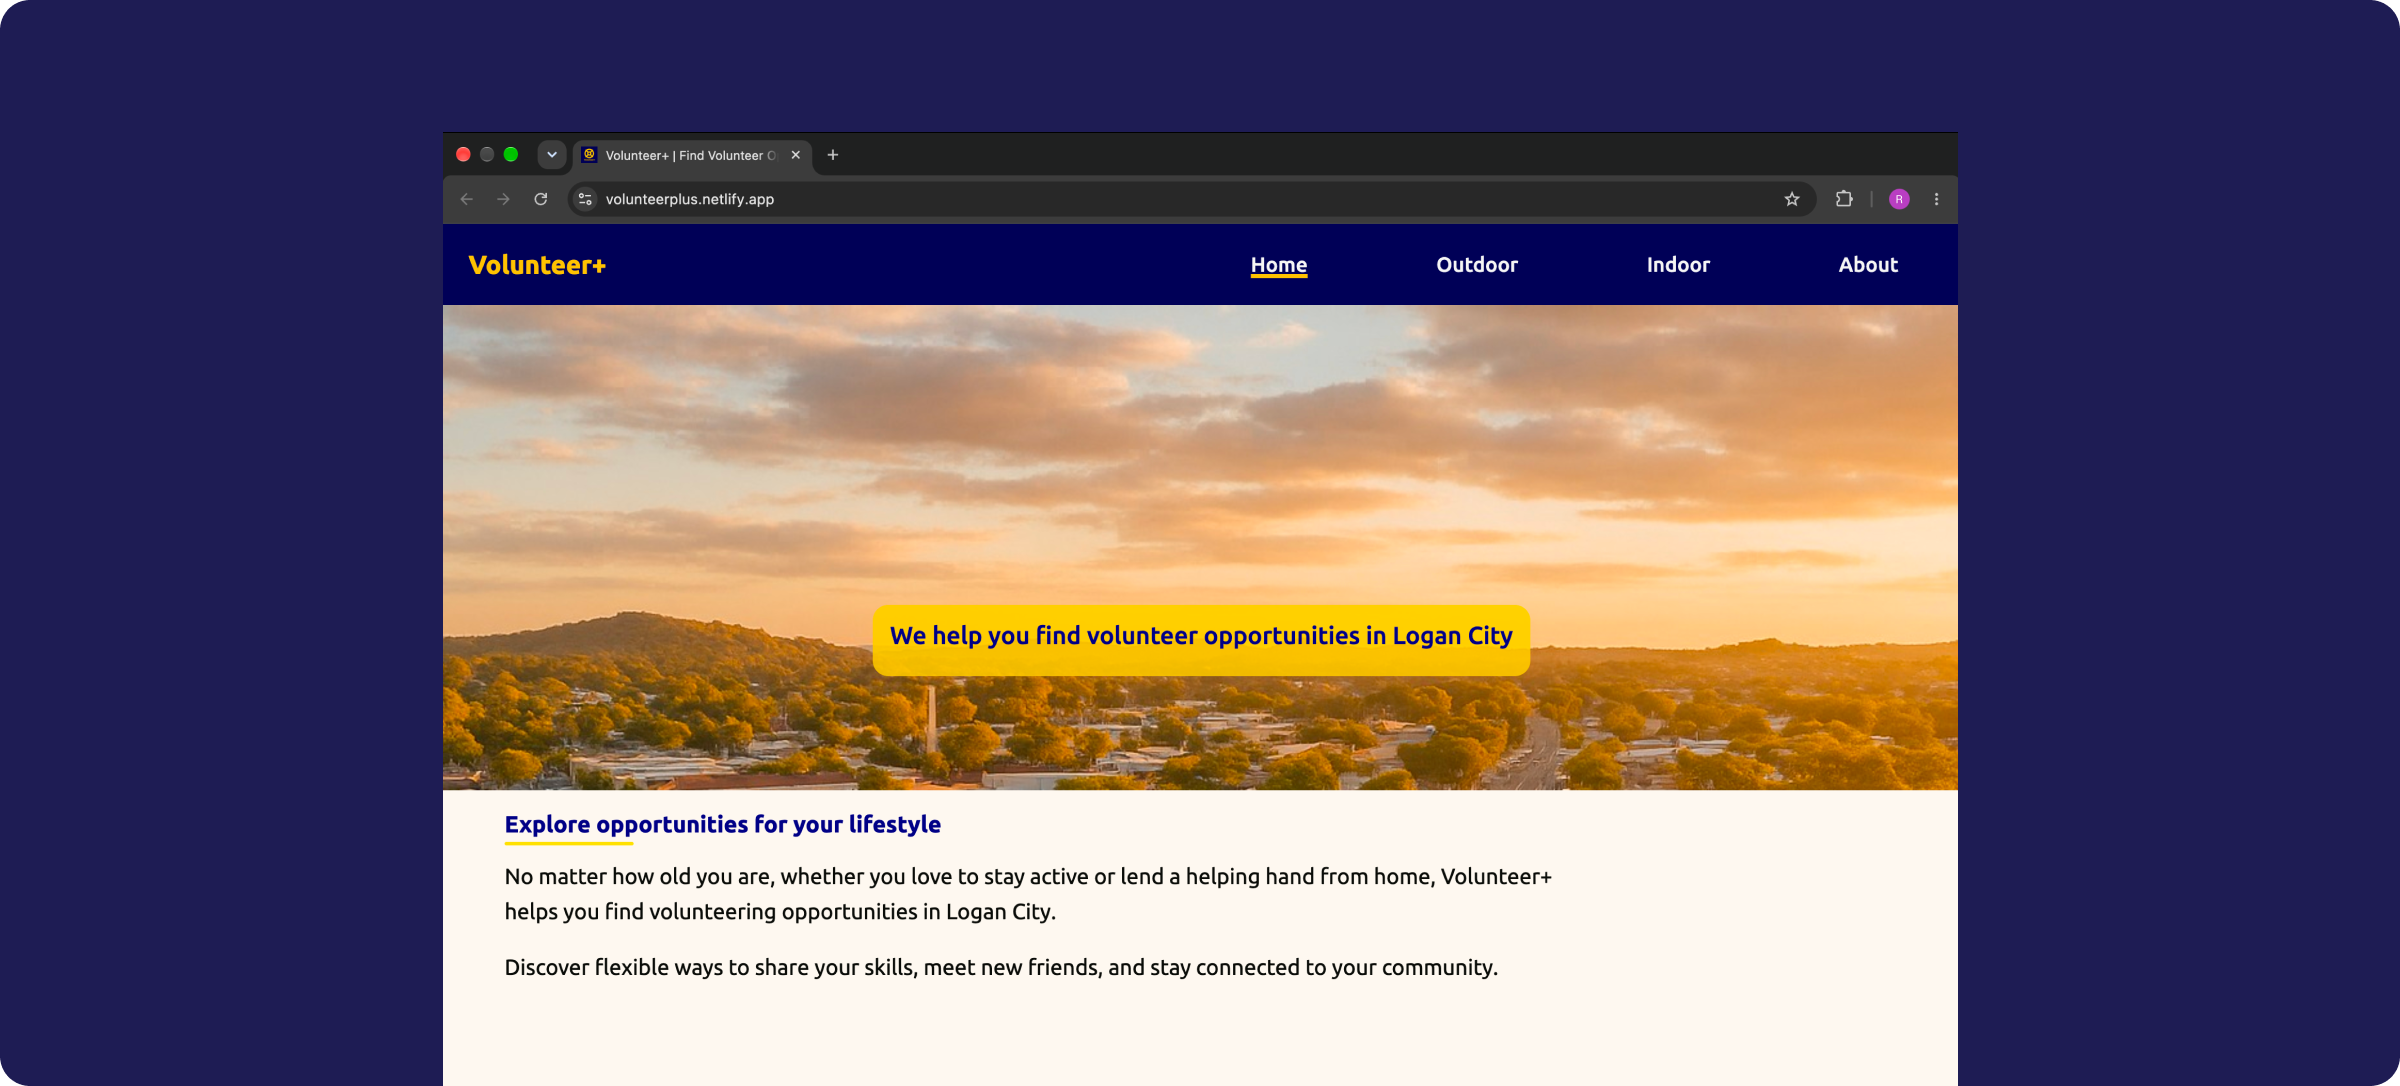 Volunteer+ | Find Volunteer O
volunteerplus.netlify.app
R
Volunteer+
Home
Outdoor
Indoor
About
We help you find volunteer opportunities in Logan City
Explore opportunities for your lifestyle
No matter how old you are, whether you love to stay active or lend a helping hand from home, Volunteer+
helps you find volunteering opportunities in Logan City.
Discover flexible ways to share your skills, meet new friends, and stay connected to your community.